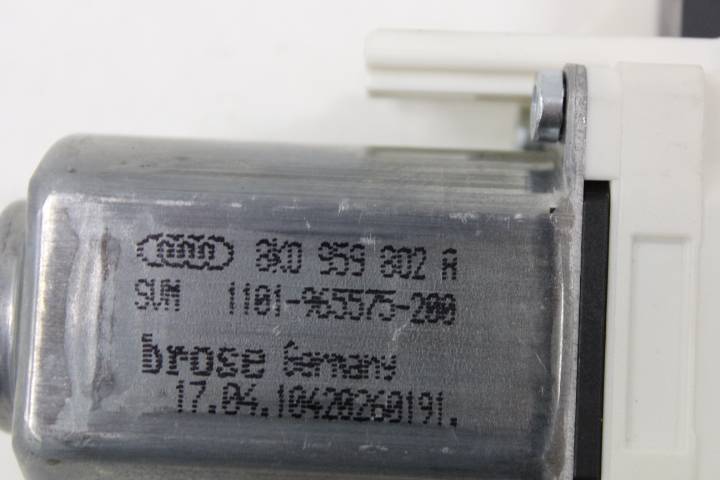 8K0 959 802 A
SVM 1101-965575-200
brose Germany
17.04.10420260191.